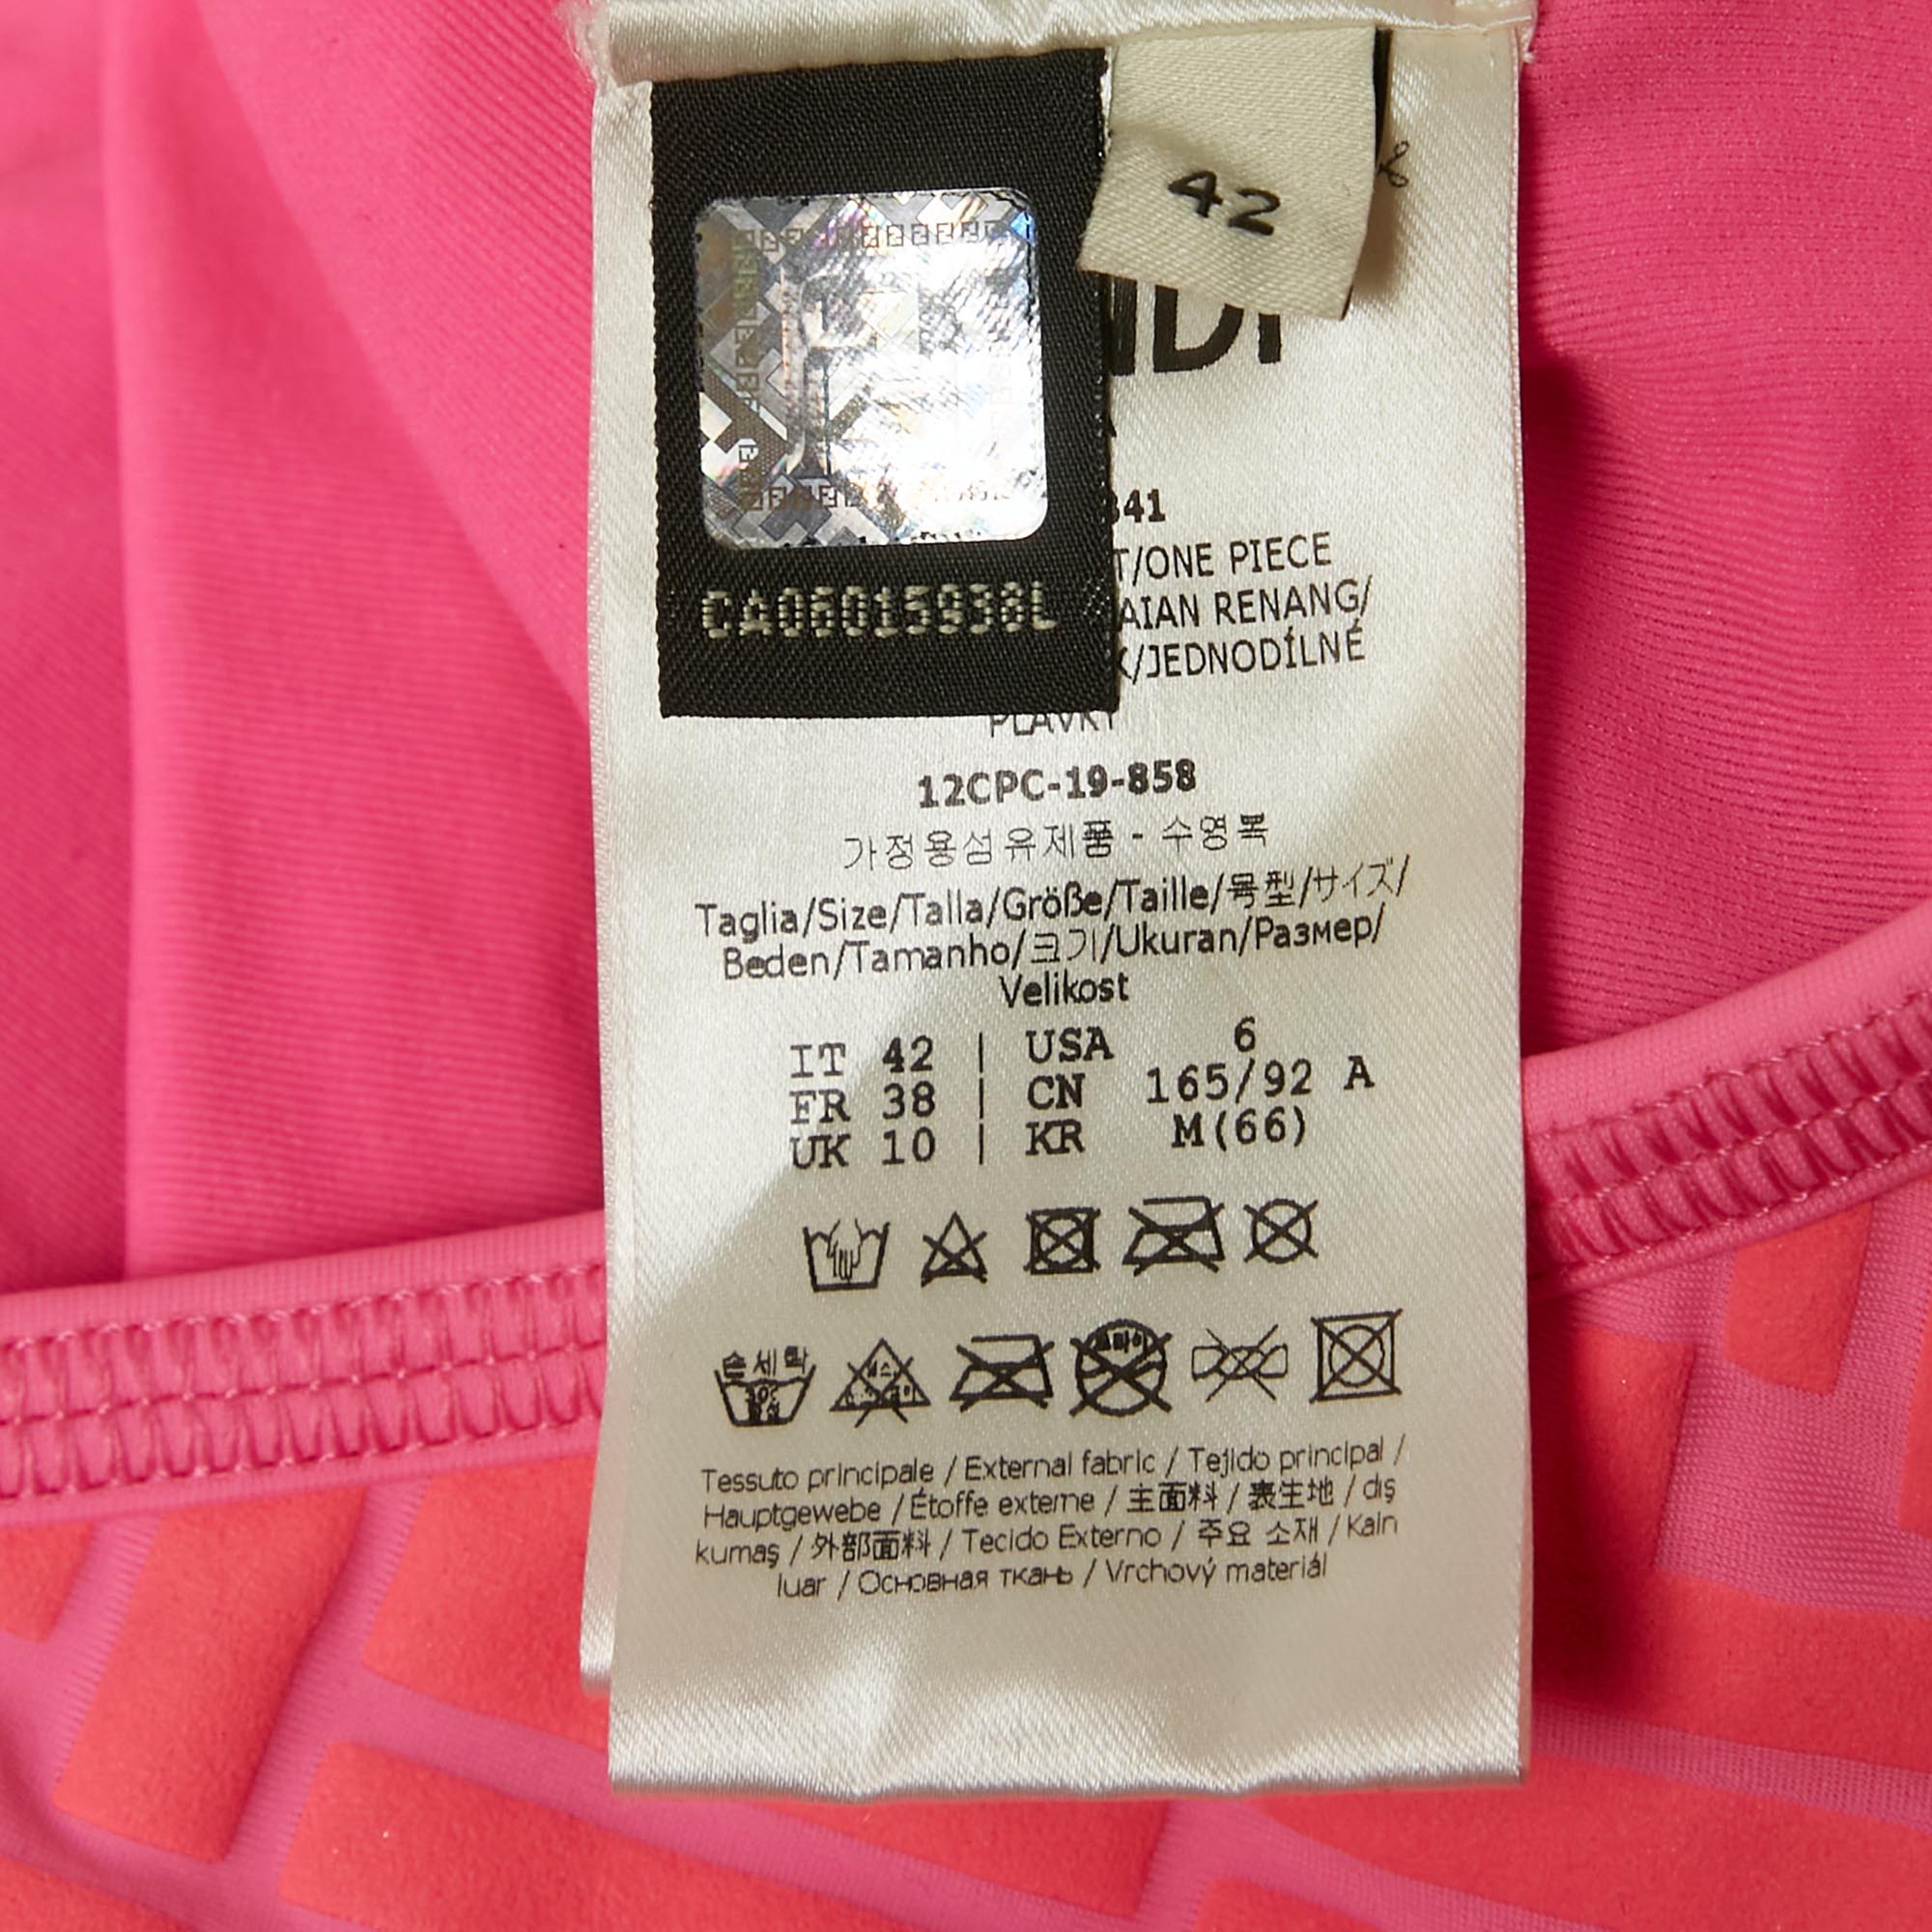 42
CA05015938L
T/ONE PIECE
AIAN RENANG/
/JEDNODÍLNÉ
PLAVKY
12CPC-19-858
가정용섬유제품 - 수영복
Taglia/Size/Talla/Größe/Taille/号型/サイズ/
Beden/Tamanho/크기/Ukuran/Размер/
Velikost
IT 42 | USA 6
FR 38 | CN 165/92 A
UK 10 | KR M(66)
손세탁
Tessuto principale / External fabric / Tejido principal /
Hauptgewebe / Étoffe externe / 主面料 / 表生地 / dış
kumaş / 外部面料 / Tecido Externo / 주요 소재 / Kain
luar / Основная ткань / Vrchový materiál